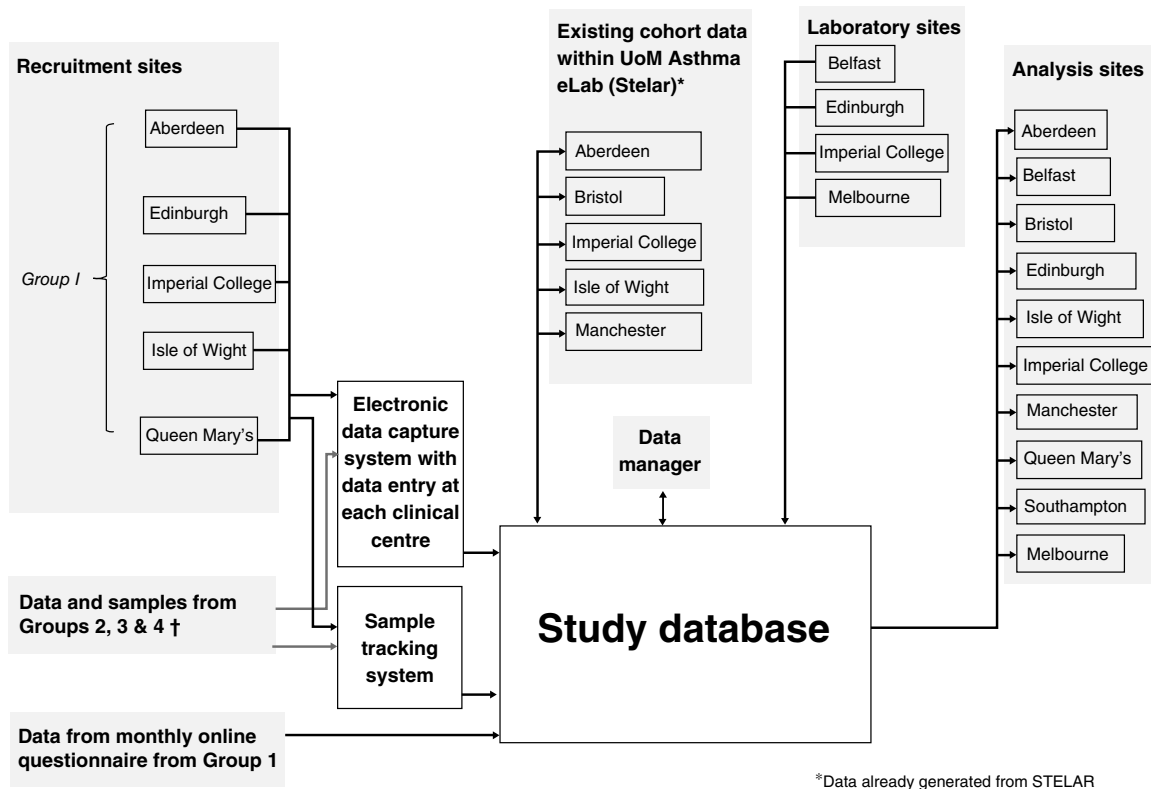 Recruitment sites
Group I
Aberdeen
Edinburgh
Imperial College
Isle of Wight
Queen Mary's
Data and samples from
Groups 2, 3 & 4 †
Data from monthly online
questionnaire from Group 1
Electronic
data capture
system with
data entry at
each clinical
centre
Sample
tracking
system
Existing cohort data
within UoM Asthma
eLab (Stelar)*
Aberdeen
Bristol
Imperial College
Isle of Wight
Manchester
Data
manager
Study database
Laboratory sites
Belfast
Edinburgh
Imperial College
Melbourne
Analysis sites
Aberdeen
Belfast
Bristol
Edinburgh
Isle of Wight
Imperial College
Manchester
Queen Mary's
Southampton
Melbourne
*Data already generated from STELAR